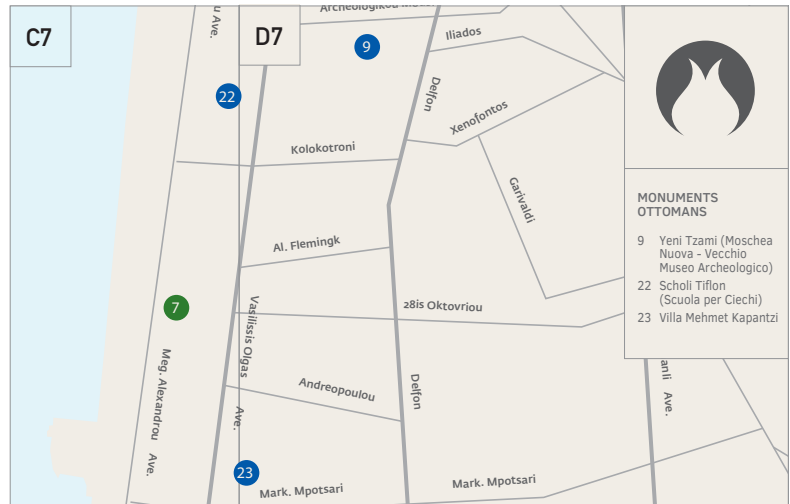 C7
D7
9
22
7
23
Iliados
Delfon
Xenofontos
Kolokotroni
Garivaldi
Al. Flemingk
28is Oktovriou
Vasilissis Olgas
Ave.
Meg. Alexandrou Ave.
Andreopoulou
Delfon
Ave.
Mark. Mpotsari
Mark. Mpotsari
MONUMENTS
OTTOMANS
9 Yeni Tzami (Moschea
Nuova - Vecchio
Museo Archeologico)
22 Scholi Tiflon
(Scuola per Ciechi)
23 Villa Mehmet Kapantzi